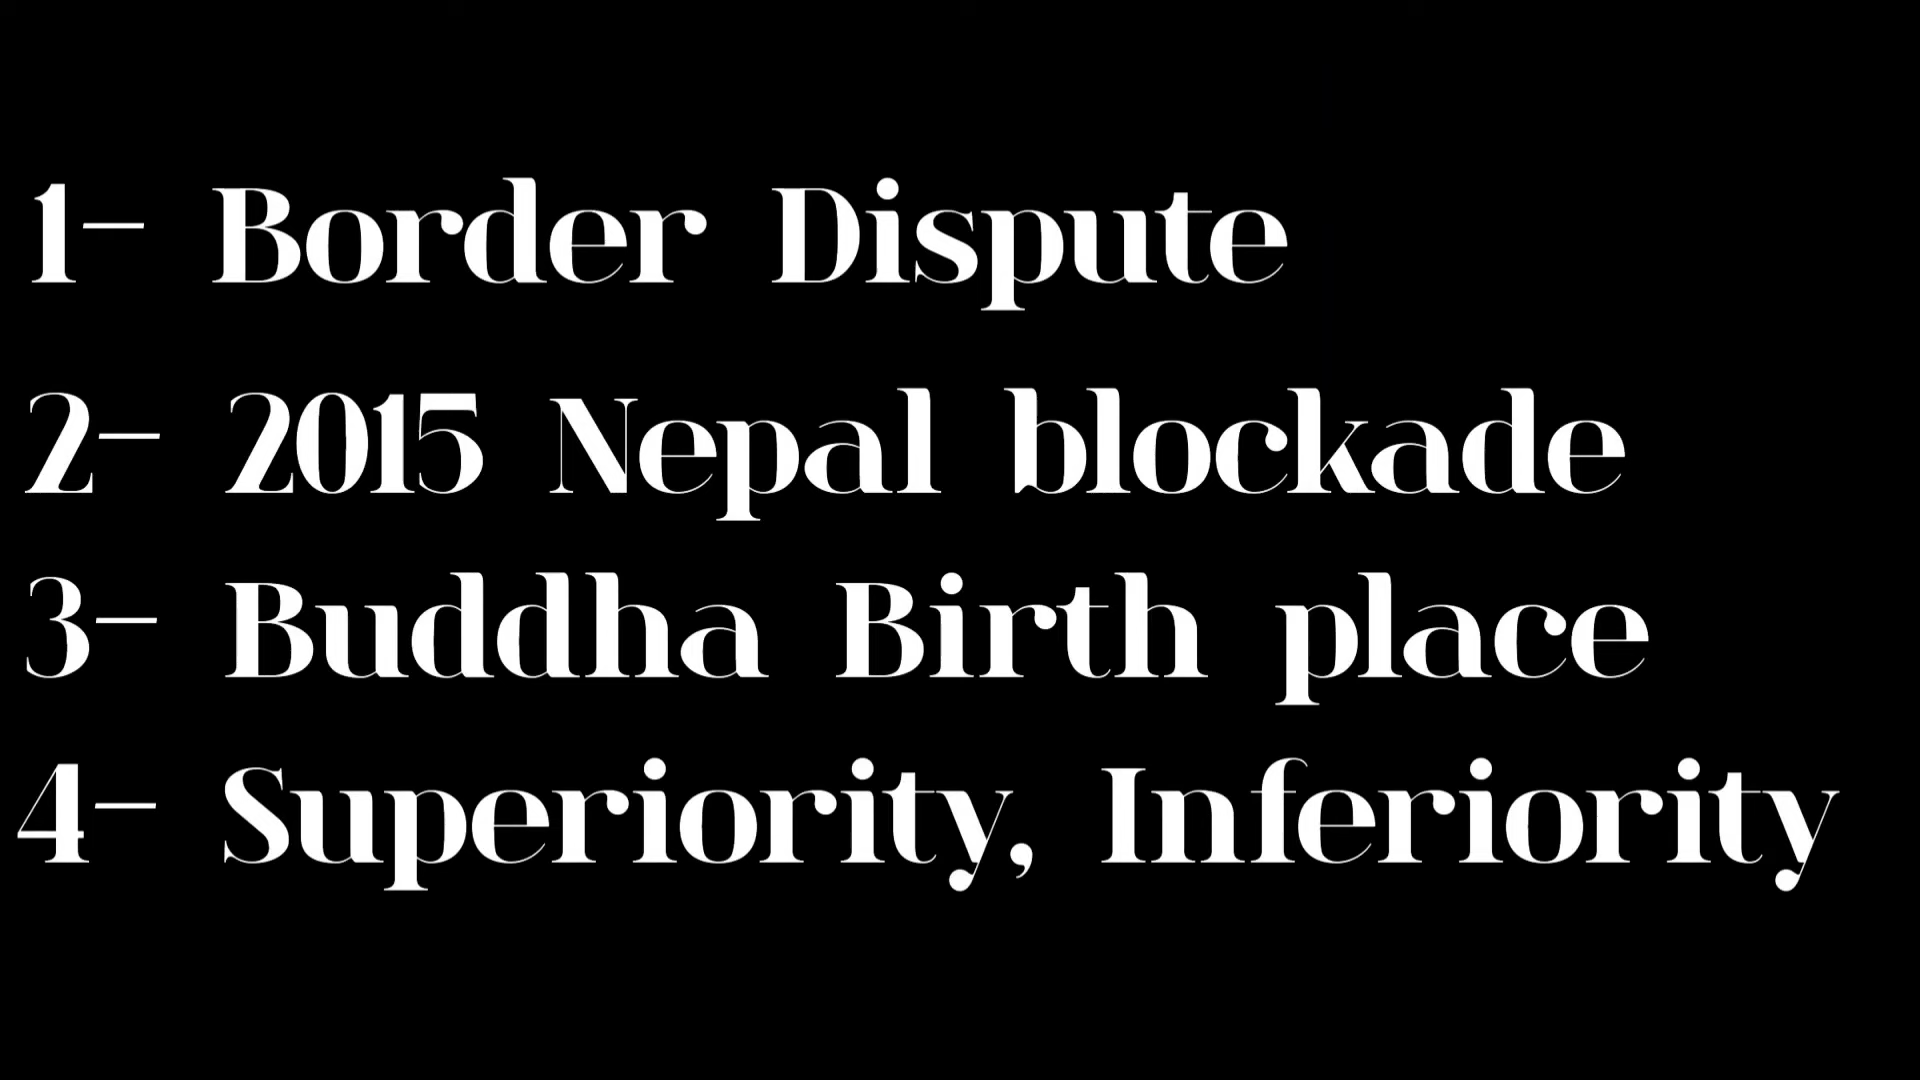 1- Border Dispute
2- 2015 Nepal blockade
3- Buddha Birth place
4- Superiority, Inferiority